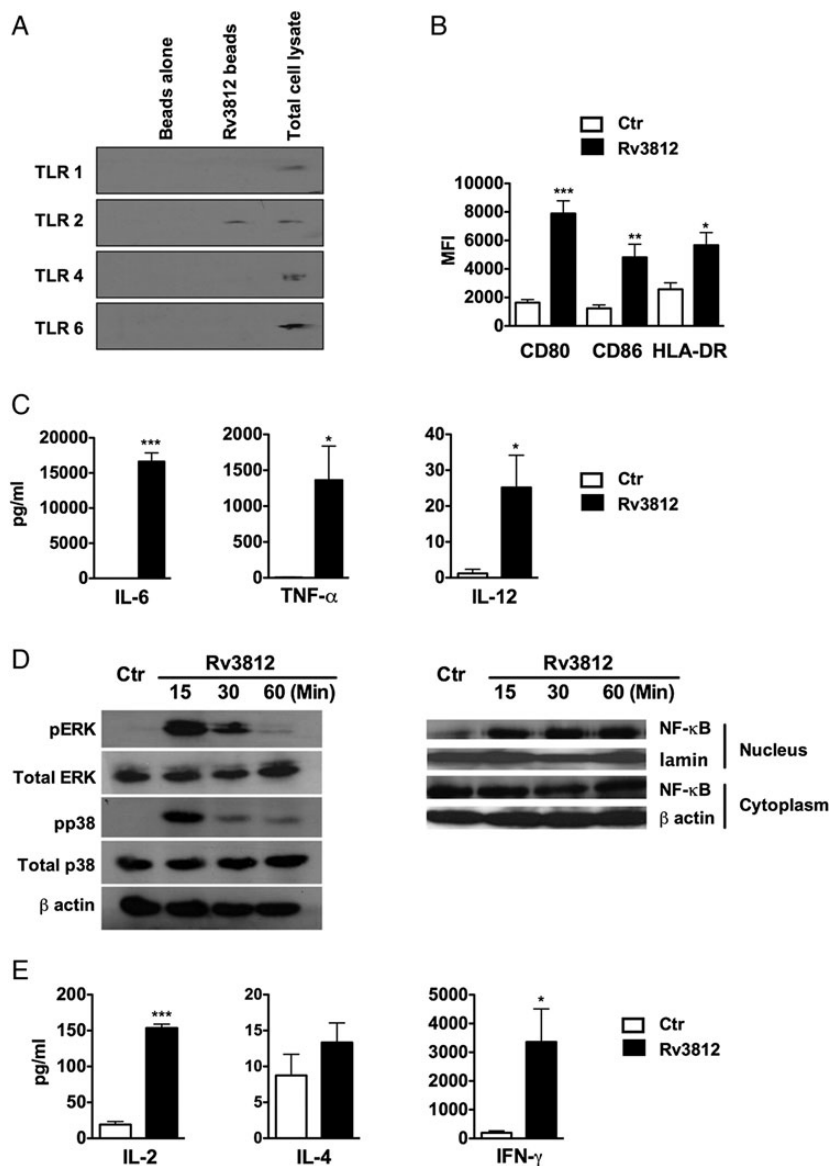 A
Beads alone
Rv3812 beads
Total cell lysate
TLR 1
TLR 2
TLR 4
TLR 6
B
Ctr
Rv3812
MFI
10000
8000
6000
4000
2000
0
***
**
*
CD80 CD86 HLA-DR
C
pg/ml
20000
15000
10000
5000
0
***
IL-6
2000
1500
1000
500
0
*
TNF-α
40
30
20
10
0
*
IL-12
Ctr
Rv3812
D
Ctr Rv3812
15 30 60 (Min)
pERK
Total ERK
pp38
Total p38
β actin
Ctr Rv3812
15 30 60 (Min)
NF-κB
lamin
Nucleus
NF-κB
β actin
Cytoplasm
E
pg/ml
200
150
100
50
0
***
IL-2
20
15
10
5
0
IL-4
5000
4000
3000
2000
1000
0
*
IFN-γ
Ctr
Rv3812